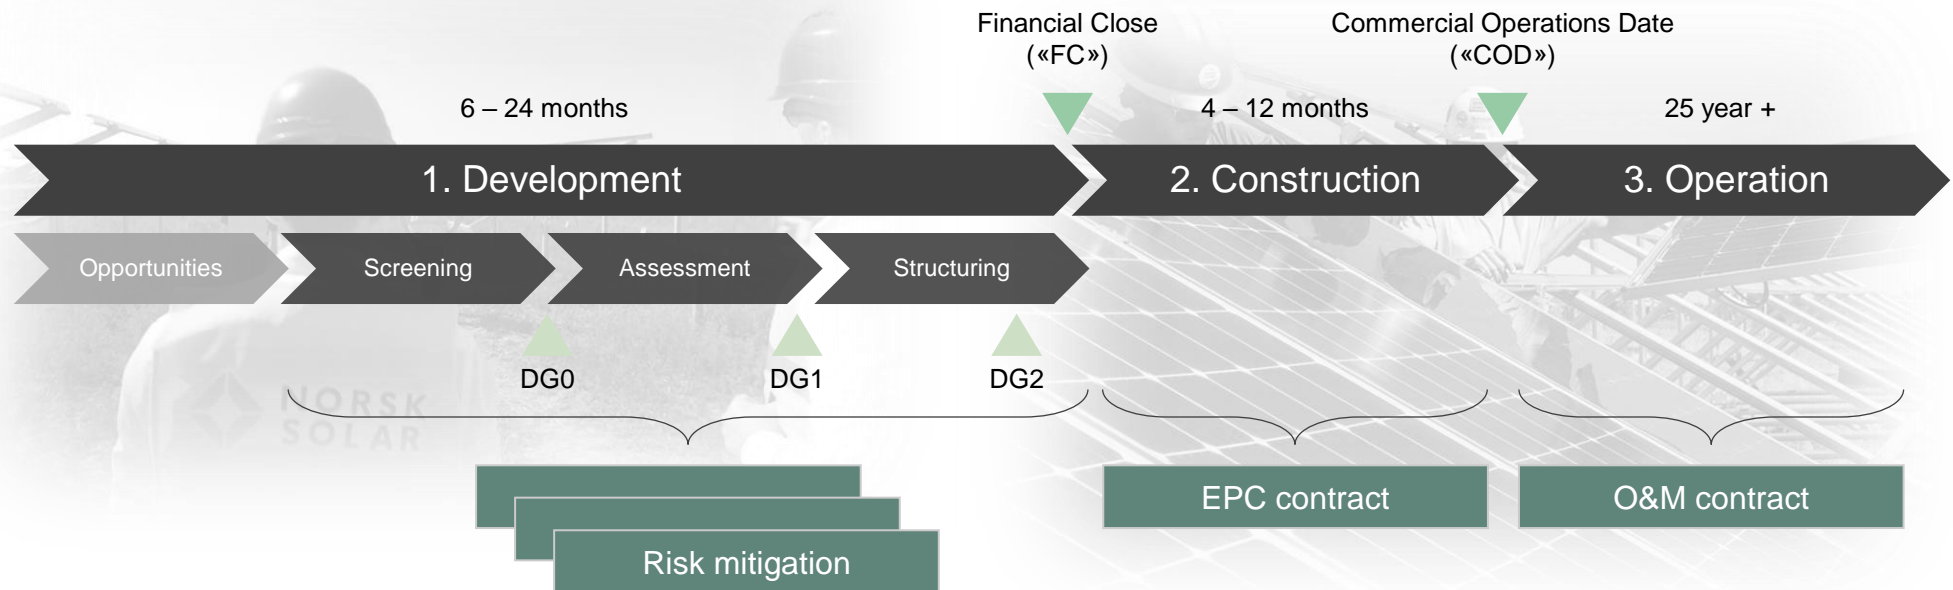 Financial Close
(«FC»)
Commercial Operations Date
(«COD»)
6 – 24 months
4 – 12 months
25 year +
1. Development
2. Construction
3. Operation
Opportunities
Screening
Assessment
Structuring
DG0
DG1
DG2
NORSK
SOLAR
EPC contract
O&M contract
Risk mitigation